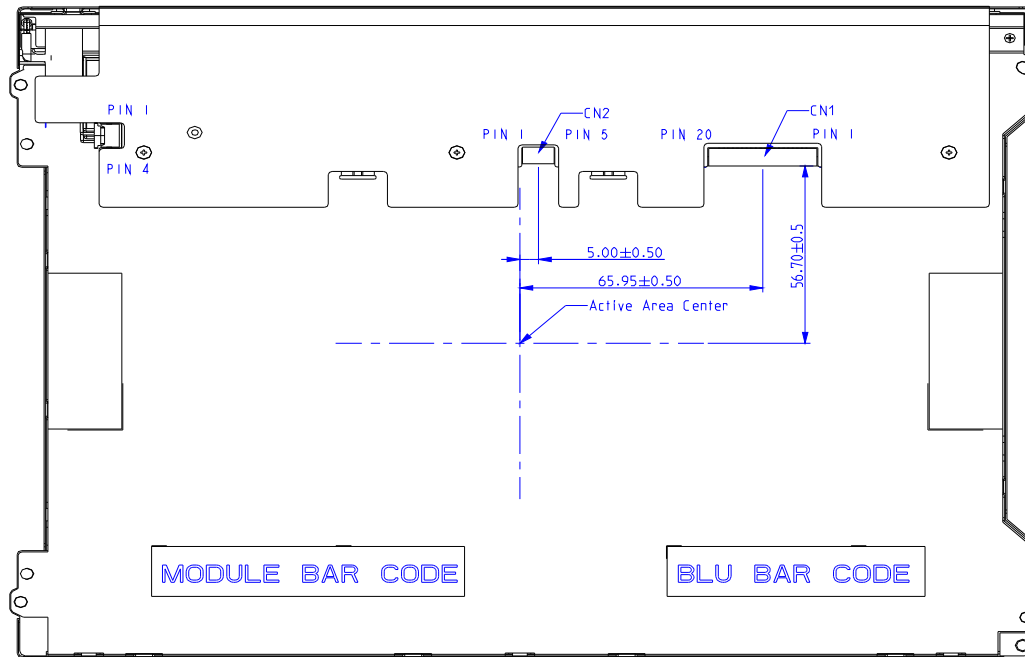 PIN 1
PIN 4
PIN 1
CN2
PIN 5
PIN 20
CN1
PIN 1
5.00±0.50
65.95±0.50
56.70±0.5
Active Area Center
MODULE BAR CODE
BLU BAR CODE